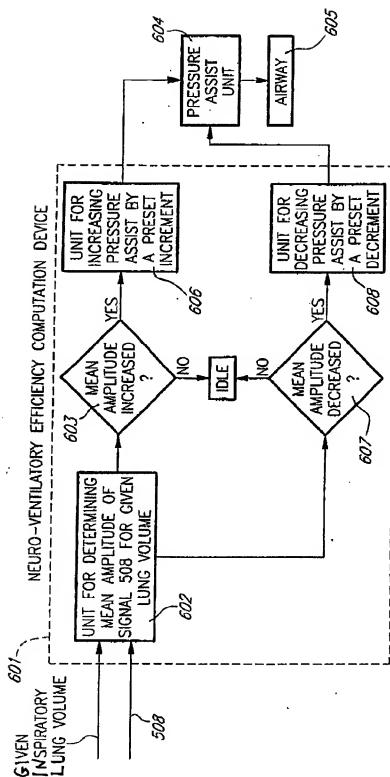 NEURO-VENTILATORY EFFICIENCY COMPUTATION DEVICE
601
GIVEN
INSPIRATORY
LUNG VOLUME
508
UNIT FOR DETERMINING
MEAN AMPLITUDE OF
SIGNAL 508 FOR GIVEN
LUNG VOLUME
602
603
MEAN
AMPLITUDE
INCREASED
?
YES
NO
IDLE
NO
MEAN
AMPLITUDE
DECREASED
?
607
YES
UNIT FOR
INCREASING
PRESSURE
ASSIST BY
A PRESET
INCREMENT
606
UNIT FOR
DECREASING
PRESSURE
ASSIST BY
A PRESET
DECREMENT
608
604
PRESSURE
ASSIST
UNIT
AIRWAY
605